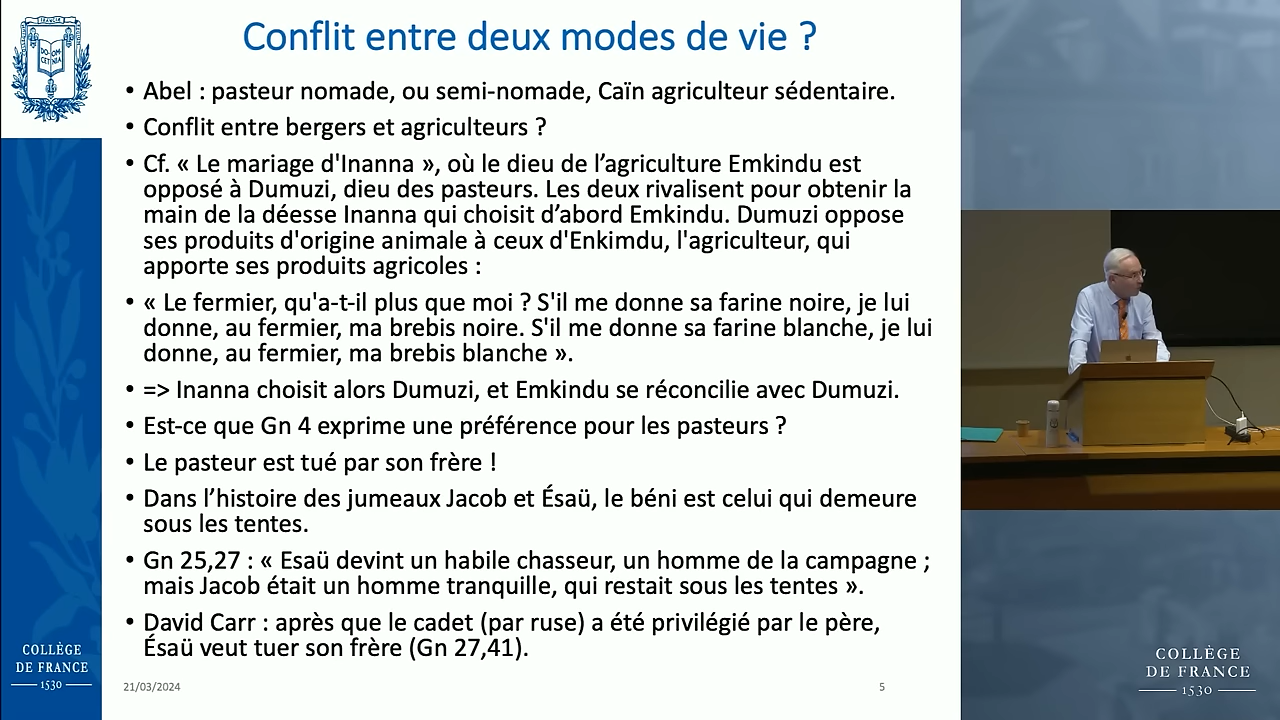 Conflit entre deux modes de vie ?
• Abel : pasteur nomade, ou semi-nomade, Caïn agriculteur sédentaire.
• Conflit entre bergers et agriculteurs ?
• Cf. « Le mariage d'Inanna », où le dieu de l’agriculture Emkindu est
opposé à Dumuzi, dieu des pasteurs. Les deux rivalisent pour obtenir la
main de la déesse Inanna qui choisit d’abord Emkindu. Dumuzi oppose
ses produits d'origine animale à ceux d'Enkimdu, l'agriculteur, qui
apporte ses produits agricoles :
• « Le fermier, qu'a-t-il plus que moi ? S'il me donne sa farine noire, je lui
donne, au fermier, ma brebis noire. S'il me donne sa farine blanche, je lui
donne, au fermier, ma brebis blanche ».
• => Inanna choisit alors Dumuzi, et Emkindu se réconcilie avec Dumuzi.
• Est-ce que Gn 4 exprime une préférence pour les pasteurs ?
• Le pasteur est tué par son frère !
• Dans l’histoire des jumeaux Jacob et Ésaü, le béni est celui qui demeure
sous les tentes.
• Gn 25,27 : « Esaü devint un habile chasseur, un homme de la campagne ;
mais Jacob était un homme tranquille, qui restait sous les tentes ».
• David Carr : après que le cadet (par ruse) a été privilégié par le père,
Ésaü veut tuer son frère (Gn 27,41).
21/03/2024
5
COLLÈGE
DE FRANCE
1530
COLLÈGE
DE FRANCE
1530